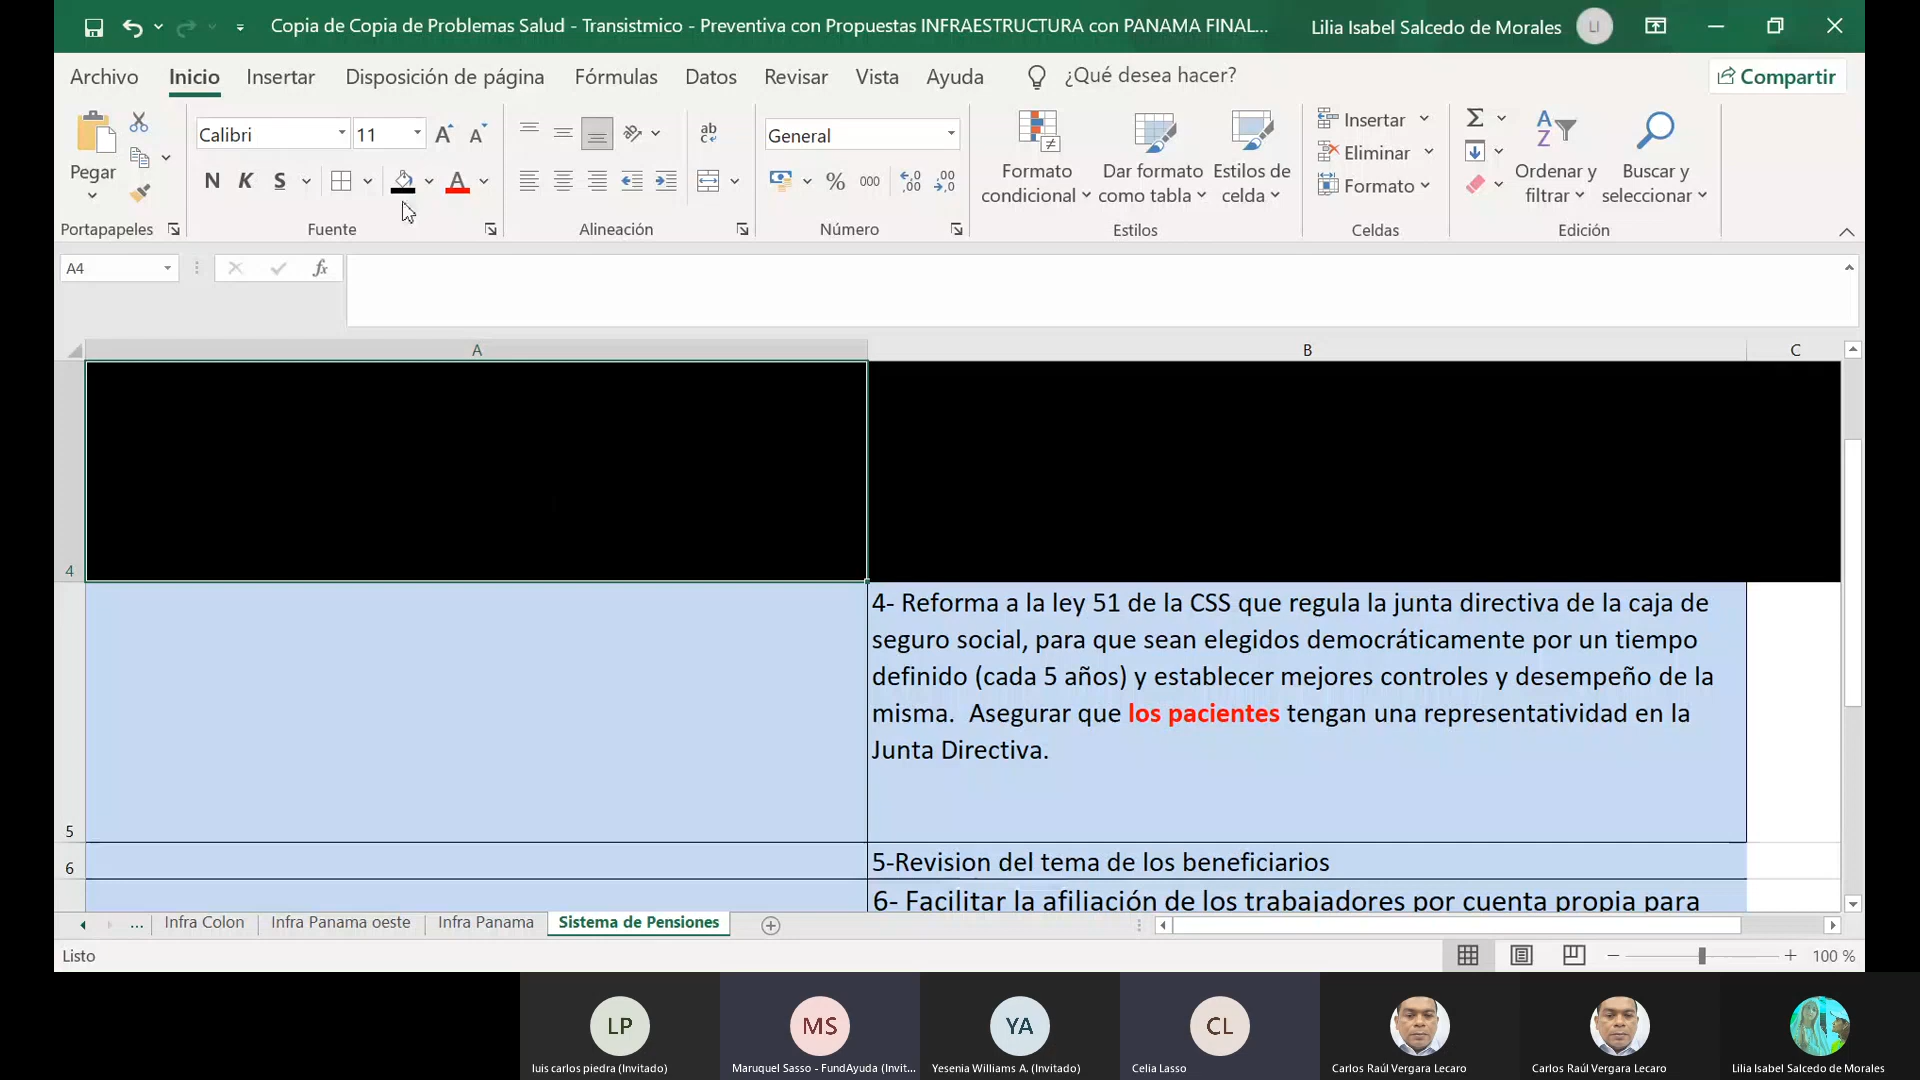 Copia de Copia de Problemas Salud - Transistmico - Preventiva con Propuestas INFRAESTRUCTURA con PANAMA FINAL...
Lilia Isabel Salcedo de Morales
LI
Archivo
Inicio
Insertar
Disposición de página
Fórmulas
Datos
Revisar
Vista
Ayuda
¿Qué desea hacer?
Compartir
Pegar
Calibri
11
N K S
ab
General
% 000
Formato condicional
Dar formato como tabla
Estilos de celda
Insertar
Eliminar
Formato
Ordenar y filtrar
Buscar y seleccionar
Portapapeles
Fuente
Alineación
Número
Estilos
Celdas
Edición
A4
fx
A
B
C
4
4- Reforma a la ley 51 de la CSS que regula la junta directiva de la caja de
seguro social, para que sean elegidos democráticamente por un tiempo
definido (cada 5 años) y establecer mejores controles y desempeño de la
misma.  Asegurar que los pacientes tengan una representatividad en la
Junta Directiva.
5
6
5-Revision del tema de los beneficiarios
6- Facilitar la afiliación de los trabajadores por cuenta propia para
...
Infra Colon
Infra Panama oeste
Infra Panama
Sistema de Pensiones
Listo
100 %
LP
MS
YA
CL
luis carlos piedra (Invitado)
Maruquel Sasso - FundAyuda (Invit...
Yesenia Williams A. (Invitado)
Celia Lasso
Carlos Raúl Vergara Lecaro
Carlos Raúl Vergara Lecaro
Lilia Isabel Salcedo de Morales